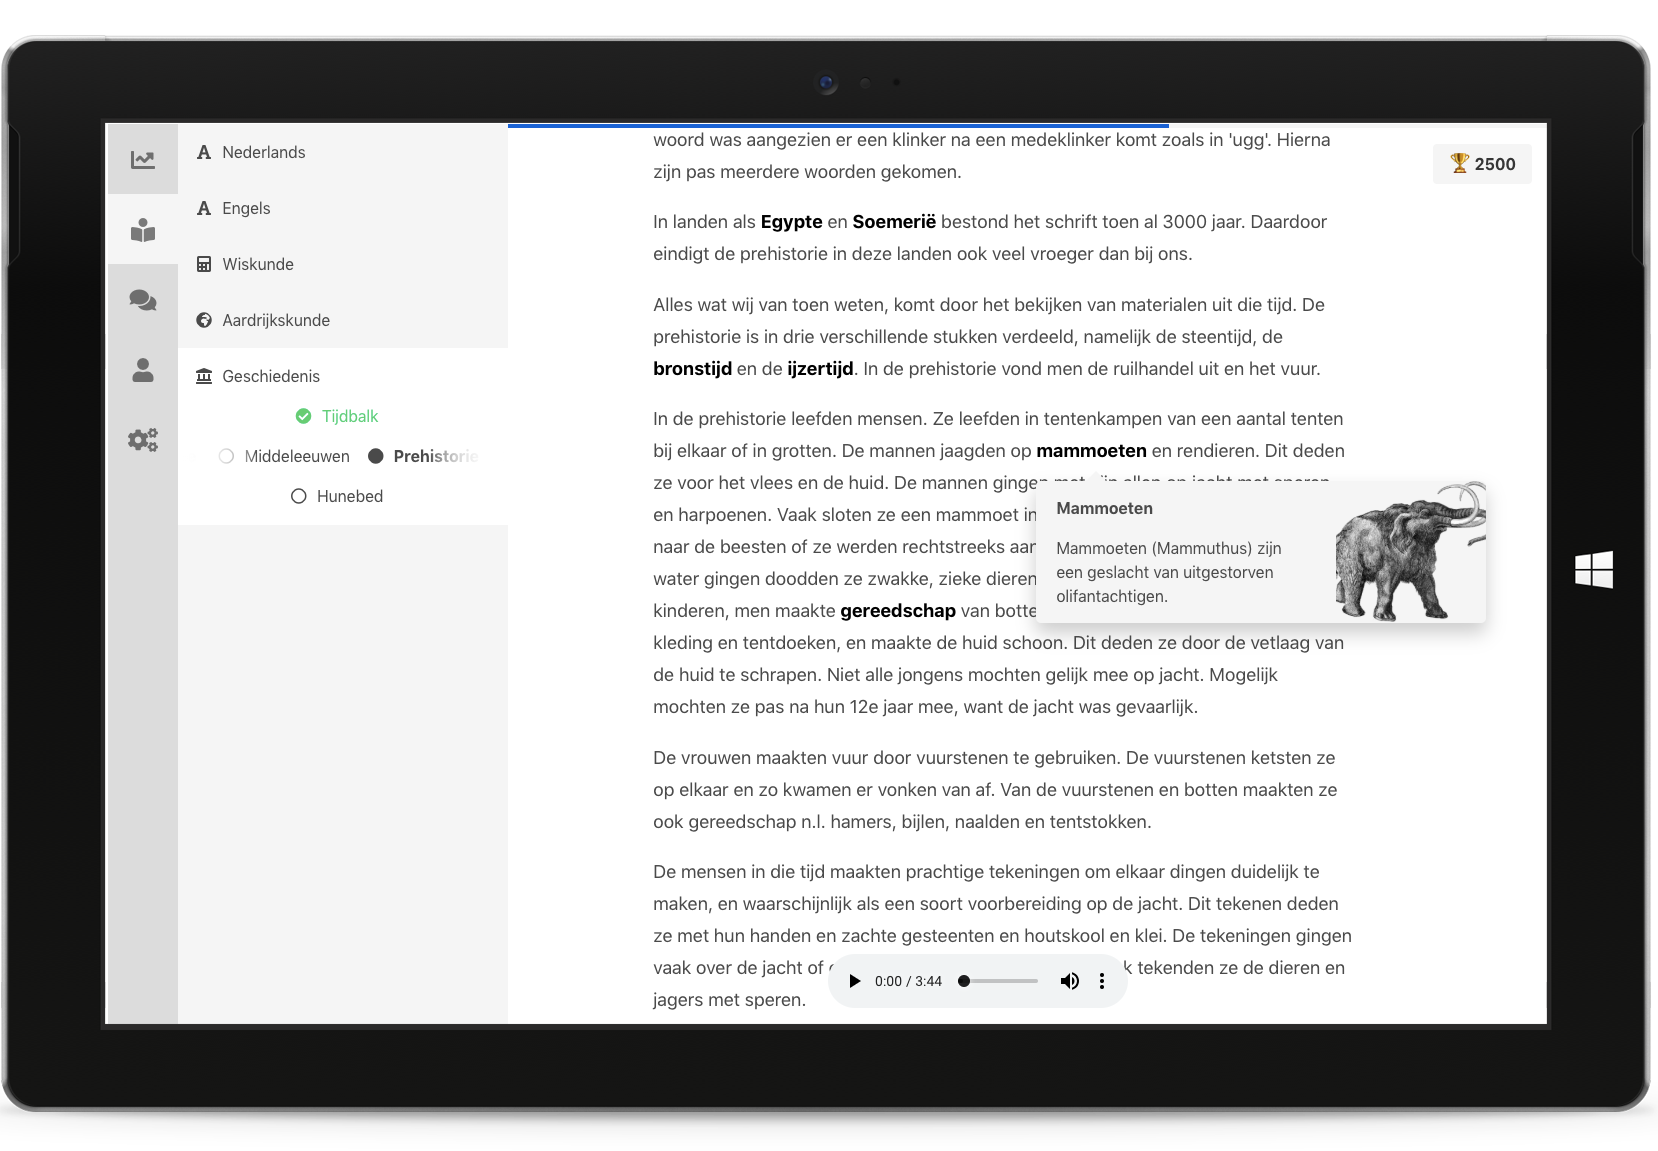 Nederlands
Engels
Wiskunde
Aardrijkskunde
Geschiedenis
Tijdbalk
Middeleeuwen
Prehistorie
Hunebed
2500
woord was aangezien er een klinker na een medeklinker komt zoals in 'ugg'. Hierna
zijn pas meerdere woorden gekomen.
In landen als Egypte en Soemerië bestond het schrift toen al 3000 jaar. Daardoor
eindigt de prehistorie in deze landen ook veel vroeger dan bij ons.
Alles wat wij van toen weten, komt door het bekijken van materialen uit die tijd. De
prehistorie is in drie verschillende stukken verdeeld, namelijk de steentijd, de
bronstijd en de ijzertijd. In de prehistorie vond men de ruilhandel uit en het vuur.
In de prehistorie leefden mensen. Ze leefden in tentenkampen van een aantal tenten
bij elkaar of in grotten. De mannen jaagden op mammoeten en rendieren. Dit deden
ze voor het vlees en de huid. De mannen gingen met zijn allen op jacht met speren
en harpoenen. Vaak sloten ze een mammoet in
naar de beesten of ze werden rechtstreeks
water gingen doodden ze zwakke, zieke dieren
kinderen, men maakte gereedschap van
kleding en tentdoeken, en maakte de huid schoon. Dit deden ze door de vetlaag van
de huid te schrapen. Niet alle jongens mochten gelijk mee op jacht. Mogelijk
mochten ze pas na hun 12e jaar mee, want de jacht was gevaarlijk.
Mammoeten
Mammoeten (Mammuthus) zijn
een geslacht van uitgestorven
olifantachtigen.
De vrouwen maakten vuur door vuurstenen te gebruiken. De vuurstenen ketsten ze
op elkaar en zo kwamen er vonken van af. Van de vuurstenen en botten maakten ze
ook gereedschap n.l. hamers, bijlen, naalden en tentstokken.
De mensen in die tijd maakten prachtige tekeningen om elkaar dingen duidelijk te
maken, en waarschijnlijk als een soort voorbereiding op de jacht. Dit tekenen deden
ze met hun handen en zachte gesteenten en houtskool en klei. De tekeningen gingen
vaak over de jacht of tekenden ze de dieren en
jagers met speren.
0:00 / 3:44